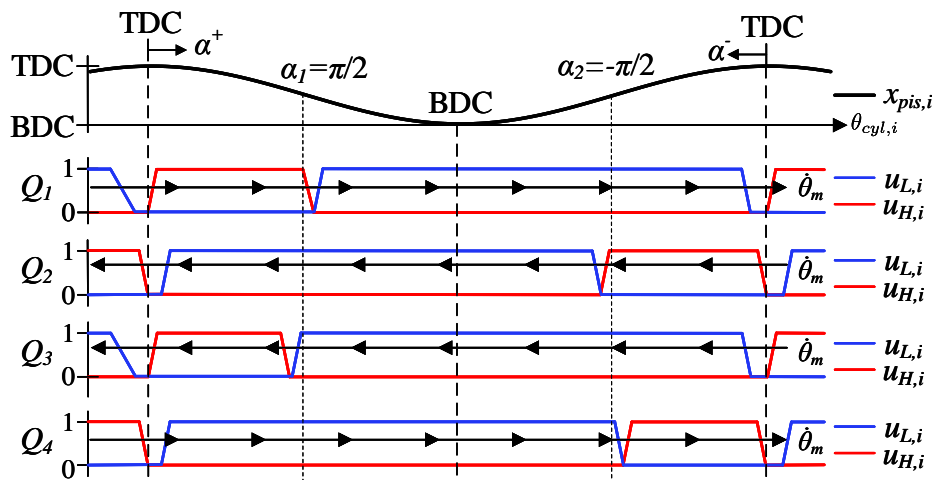 TDC TDC
α⁺ α⁻
TDC α₁=π/2 α₂=-π/2
BDC x_pis,i
BDC θ_cyl,i
1
Q₁ θ̇_m u_L,i
0 u_H,i
1
Q₂ θ̇_m u_L,i
0 u_H,i
1
Q₃ θ̇_m u_L,i
0 u_H,i
1
Q₄ θ̇_m u_L,i
0 u_H,i